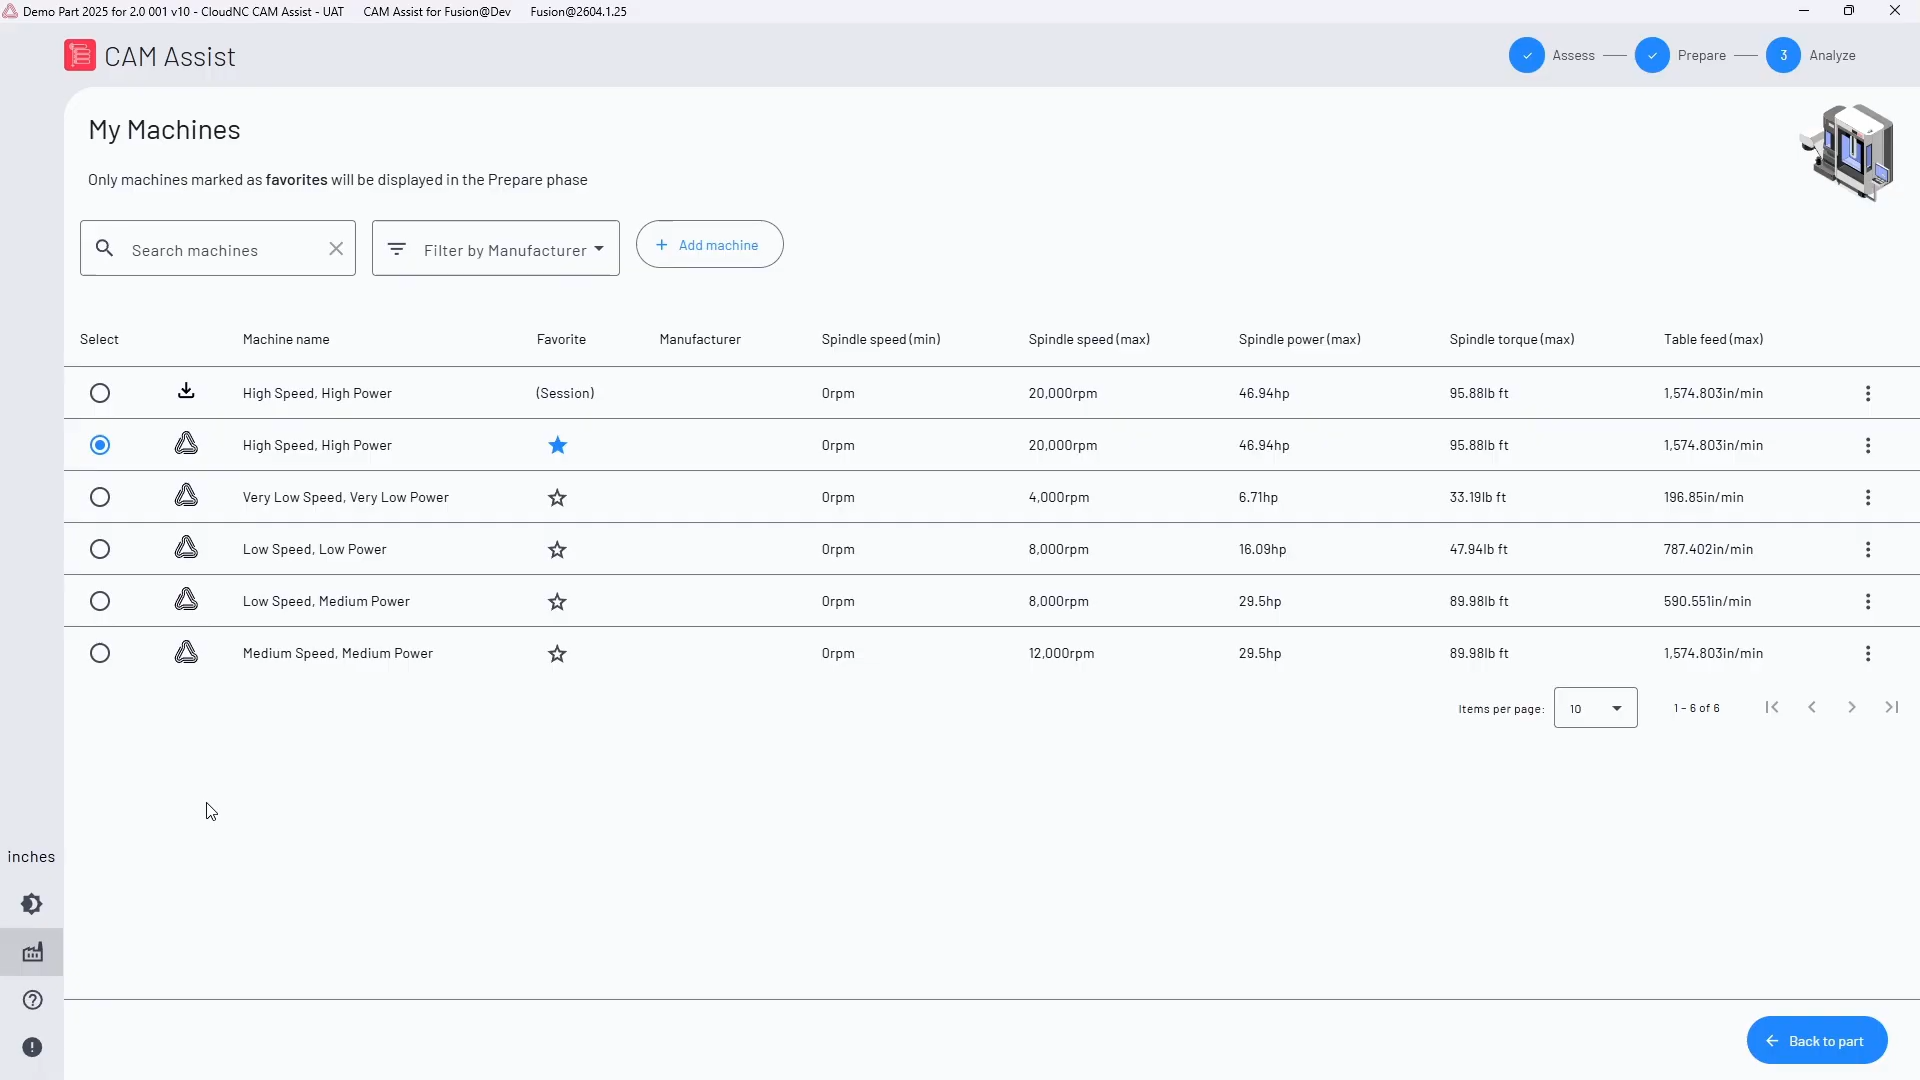 Demo Part 2025 for 2.0 001 v10 - CloudNC CAM Assist - UAT CAM Assist for Fusion@Dev Fusion@2604.1.25
CAM Assist
Assess
Prepare
3 Analyze
My Machines
Only machines marked as favorites will be displayed in the Prepare phase
Search machines
Filter by Manufacturer
+ Add machine
Select Machine name Favorite Manufacturer Spindle speed (min) Spindle speed (max) Spindle power (max) Spindle torque (max) Table feed (max)
High Speed, High Power (Session) 0rpm 20,000rpm 46.94hp 95.88lb ft 1,574.803in/min
High Speed, High Power 0rpm 20,000rpm 46.94hp 95.88lb ft 1,574.803in/min
Very Low Speed, Very Low Power 0rpm 4,000rpm 6.71hp 33.19lb ft 196.85in/min
Low Speed, Low Power 0rpm 8,000rpm 16.09hp 47.94lb ft 787.402in/min
Low Speed, Medium Power 0rpm 8,000rpm 29.5hp 89.98lb ft 590.551in/min
Medium Speed, Medium Power 0rpm 12,000rpm 29.5hp 89.98lb ft 1,574.803in/min
Items per page: 10 1 - 6 of 6
inches
Back to part